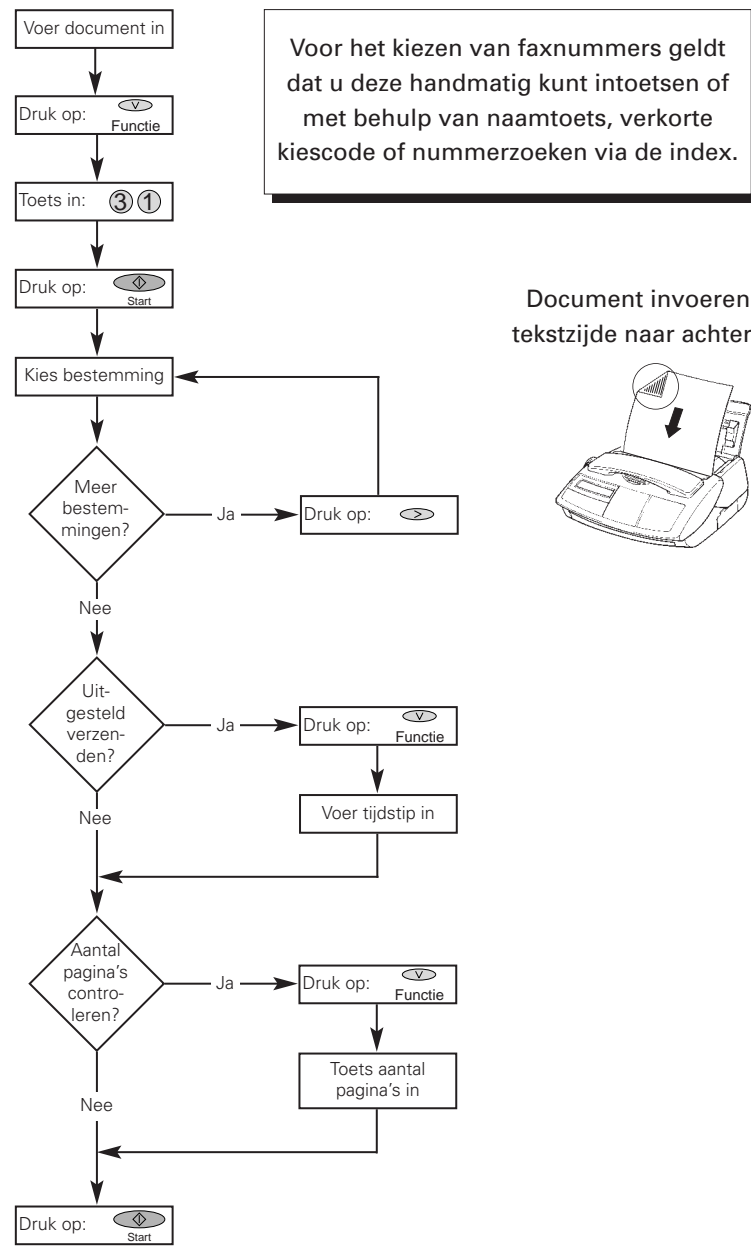 Voer document in
Voor het kiezen van faxnummers geldt
dat u deze handmatig kunt intoetsen of
met behulp van naamtoets, verkorte
kiescode of nummerzoeken via de index.
Druk op:
Functie
Toets in: 3 1
Druk op:
Start
Document invoeren
tekstzijde naar achter
Kies bestemming
Meer
bestem-
mingen?
Ja
Druk op:
Nee
Uit-
gesteld
verzen-
den?
Ja
Druk op:
Functie
Voer tijdstip in
Nee
Aantal
pagina's
contro-
leren?
Ja
Druk op:
Functie
Toets aantal
pagina's in
Nee
Druk op:
Start